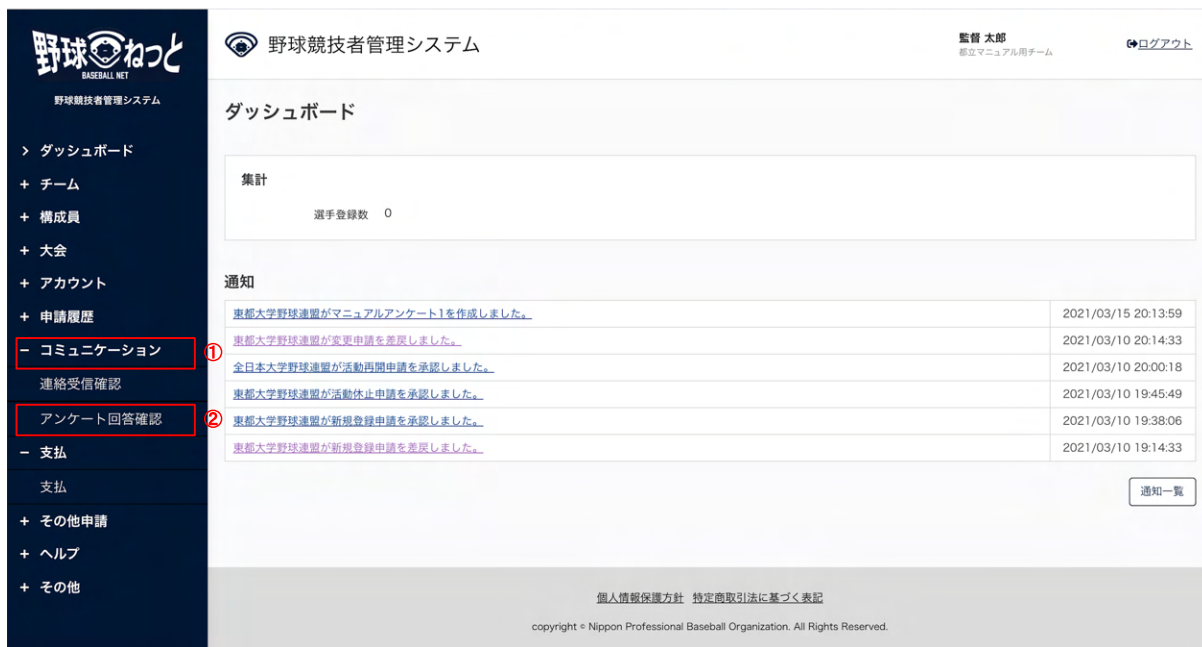 野球ねっと
BASEBALL NET
野球競技者管理システム
> ダッシュボード
+ チーム
+ 構成員
+ 大会
+ アカウント
+ 申請履歴
− コミュニケーション
①
連絡受信確認
アンケート回答確認
②
− 支払
支払
+ その他申請
+ ヘルプ
+ その他
野球競技者管理システム
監督 太郎
都立マニュアル用チーム
ログアウト
ダッシュボード
集計
選手登録数 0
通知
東都大学野球連盟がマニュアルアンケート1を作成しました。 2021/03/15 20:13:59
東都大学野球連盟が変更申請を差戻しました。 2021/03/10 20:14:33
全日本大学野球連盟が活動再開申請を承認しました。 2021/03/10 20:00:18
東都大学野球連盟が活動休止申請を承認しました。 2021/03/10 19:45:49
東都大学野球連盟が新規登録申請を承認しました。 2021/03/10 19:38:06
東都大学野球連盟が新規登録申請を差戻しました。 2021/03/10 19:14:33
通知一覧
個人情報保護方針 特定商取引法に基づく表記
copyright © Nippon Professional Baseball Organization. All Rights Reserved.